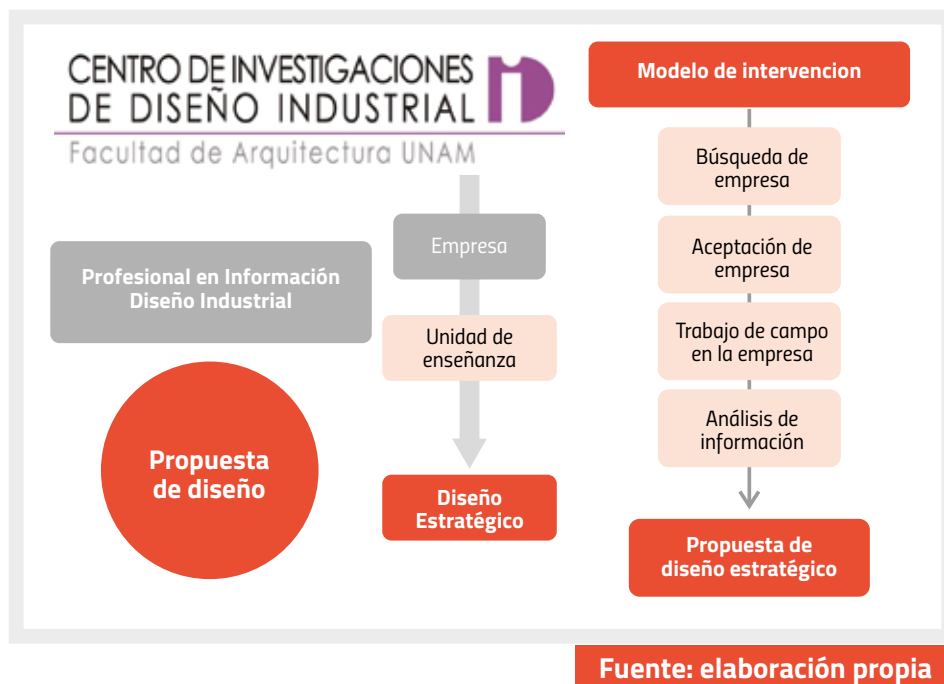 CENTRO DE INVESTIGACIONES
DE DISEÑO INDUSTRIAL
Facultad de Arquitectura UNAM
Profesional en Información
Diseño Industrial
Propuesta
de diseño
Empresa
Unidad de
enseñanza
Diseño
Estratégico
Modelo de intervencion
Búsqueda de
empresa
Aceptación de
empresa
Trabajo de campo
en la empresa
Análisis de
información
Propuesta de
diseño estratégico
Fuente: elaboración propia